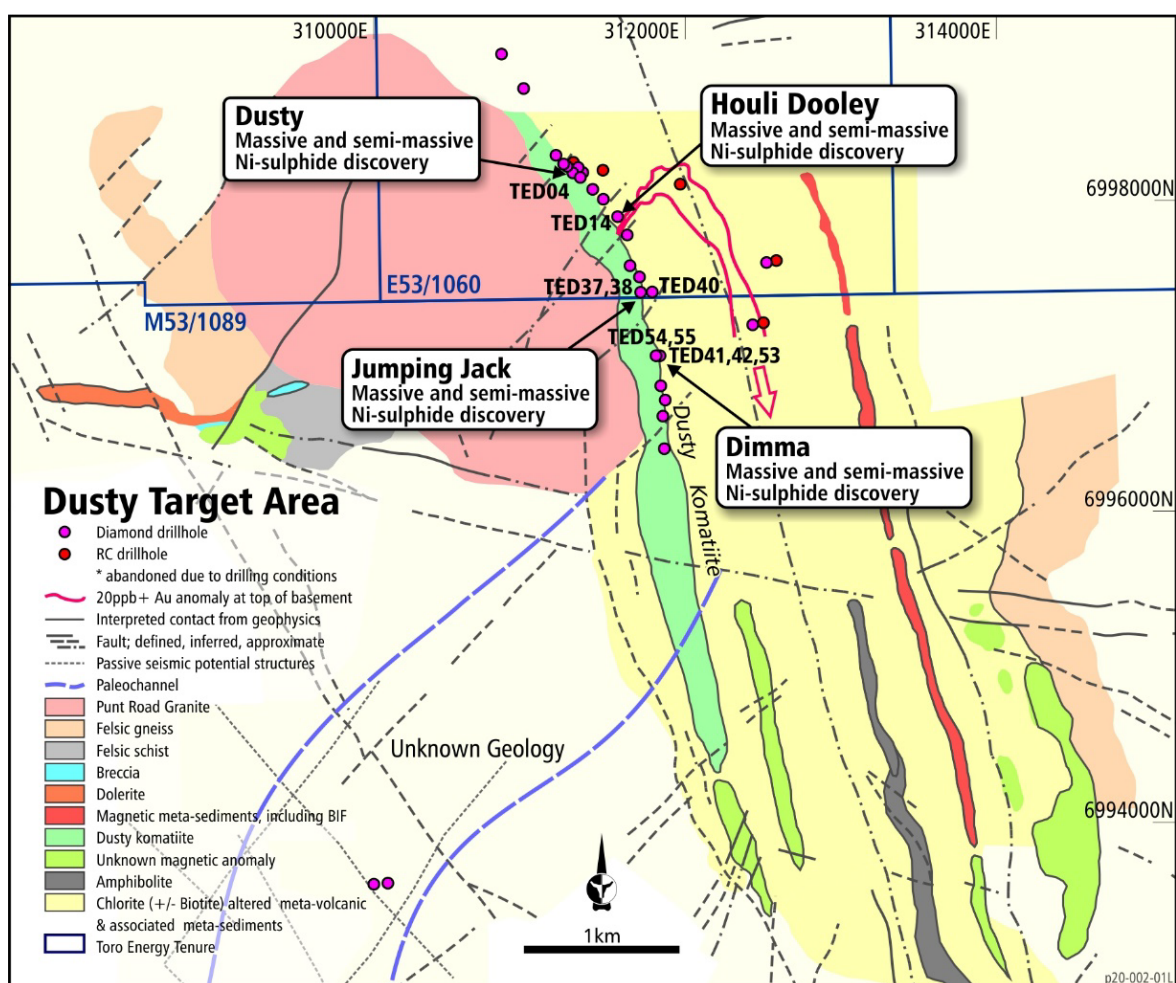 310000E
312000E
314000E
Dusty
Massive and semi-massive
Ni-sulphide discovery
Houli Dooley
Massive and semi-massive
Ni-sulphide discovery
TED04
6998000N
TED14
E53/1060
TED37,38
TED40
M53/1089
TED54,55
TED41,42,53
Jumping Jack
Massive and semi-massive
Ni-sulphide discovery
Dusty Komatiite
Dimma
Massive and semi-massive
Ni-sulphide discovery
6996000N
Dusty Target Area
Diamond drillhole
RC drillhole
* abandoned due to drilling conditions
20ppb+ Au anomaly at top of basement
Interpreted contact from geophysics
Fault; defined, inferred, approximate
Passive seismic potential structures
Paleochannel
Punt Road Granite
Felsic gneiss
Felsic schist
Breccia
Dolerite
Magnetic meta-sediments, including BIF
Dusty komatiite
Unknown magnetic anomaly
Amphibolite
Chlorite (+/- Biotite) altered meta-volcanic
& associated meta-sediments
Toro Energy Tenure
Unknown Geology
6994000N
1km
p20-002-01L